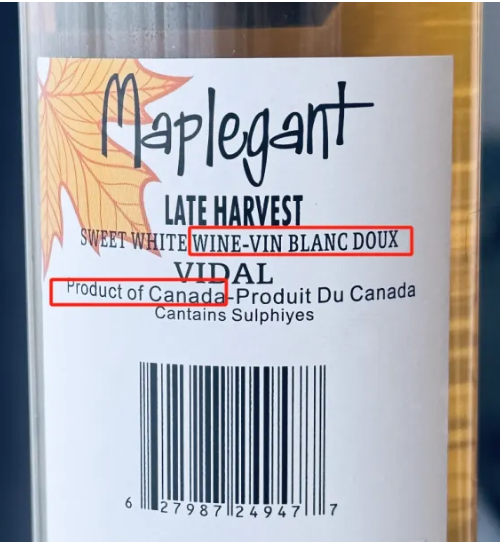 Maplegant
LATE HARVEST
SWEET WHITE WINE-VIN BLANC DOUX
VIDAL
Product of Canada-Produit Du Canada
Cantains Sulphiyes
6 27987 24947 7